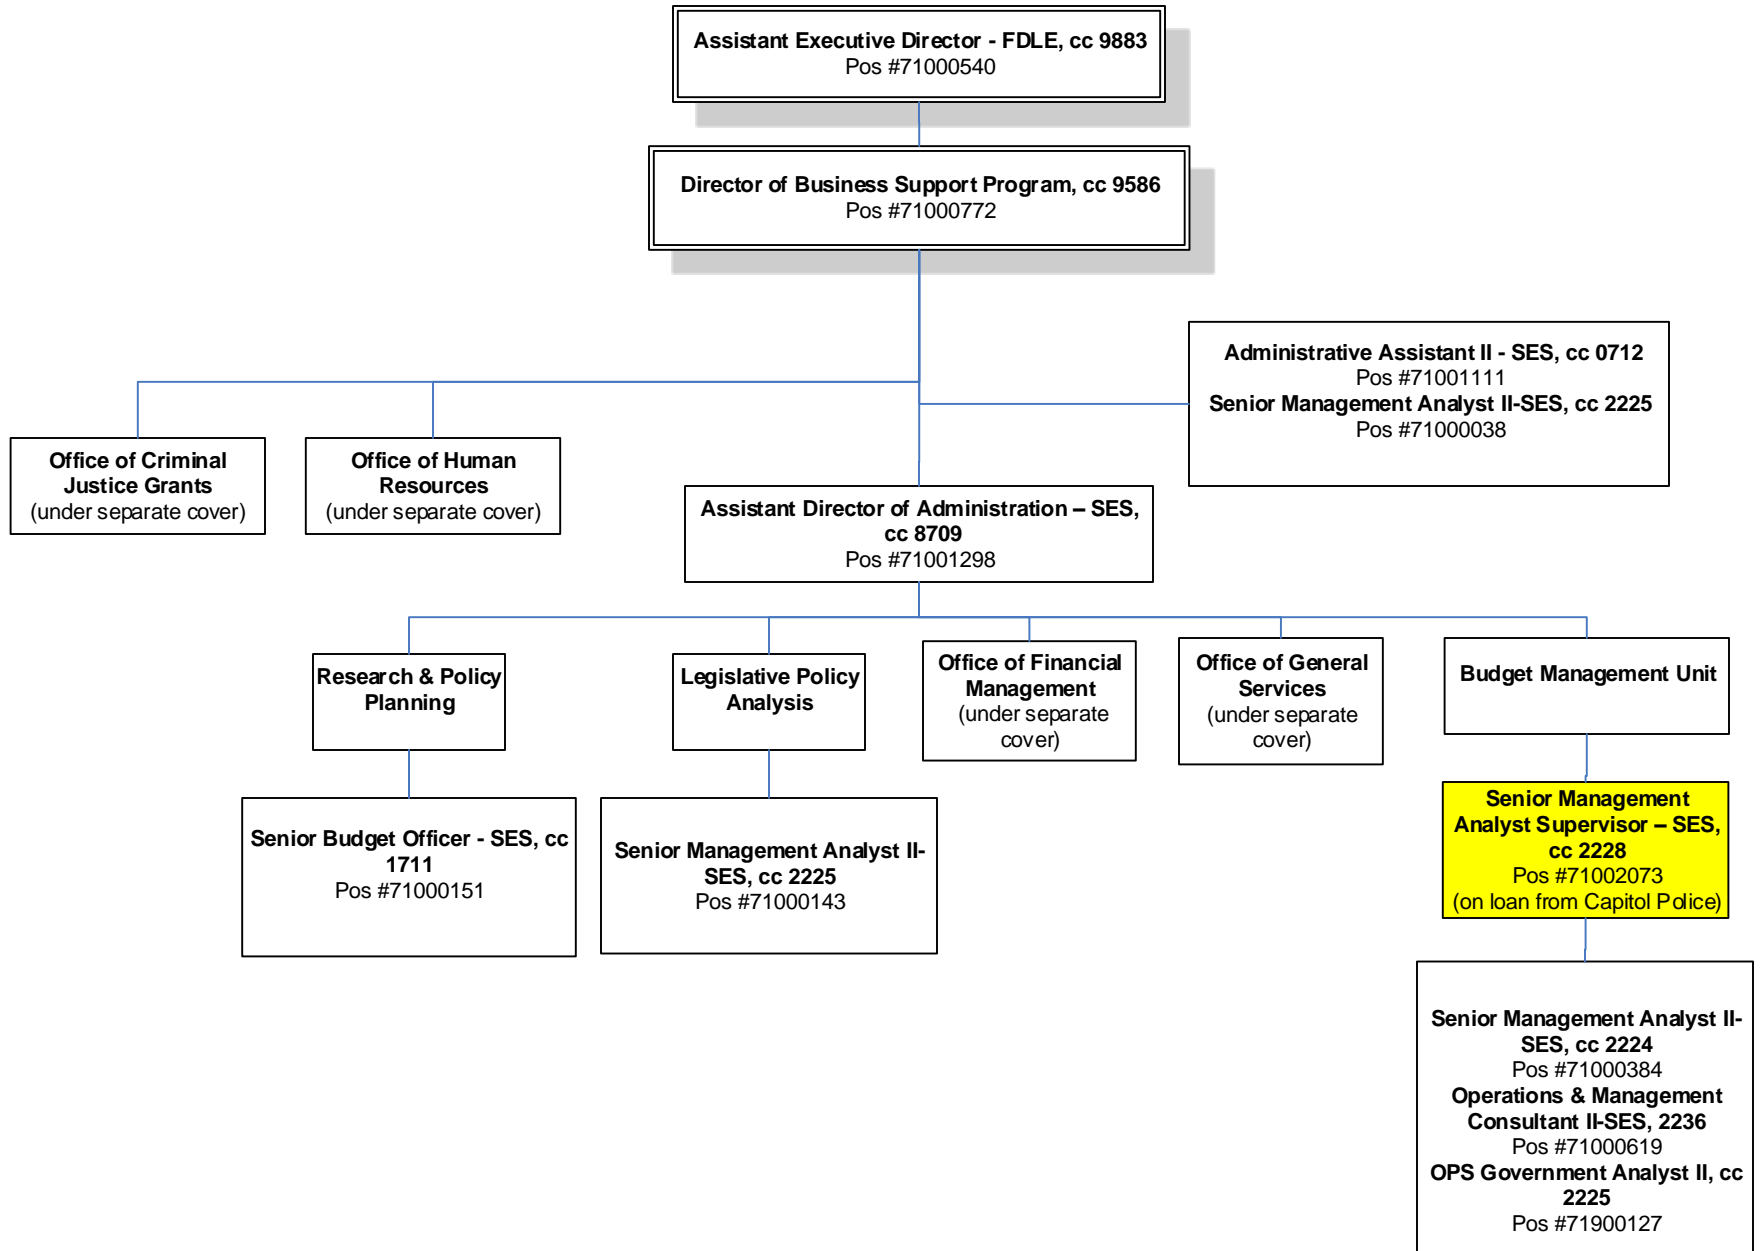 Assistant Executive Director - FDLE, cc 9883
Pos #71000540
Director of Business Support Program, cc 9586
Pos #71000772
Administrative Assistant II - SES, cc 0712
Pos #71001111
Senior Management Analyst II-SES, cc 2225
Pos #71000038
Office of Criminal
Justice Grants
(under separate cover)
Office of Human
Resources
(under separate cover)
Assistant Director of Administration – SES,
cc 8709
Pos #71001298
Research & Policy
Planning
Legislative Policy
Analysis
Office of Financial
Management
(under separate
cover)
Office of General
Services
(under separate
cover)
Budget Management Unit
Senior Budget Officer - SES, cc
1711
Pos #71000151
Senior Management Analyst II-
SES, cc 2225
Pos #71000143
Senior Management
Analyst Supervisor – SES,
cc 2228
Pos #71002073
(on loan from Capitol Police)
Senior Management Analyst II-
SES, cc 2224
Pos #71000384
Operations & Management
Consultant II-SES, 2236
Pos #71000619
OPS Government Analyst II, cc
2225
Pos #71900127